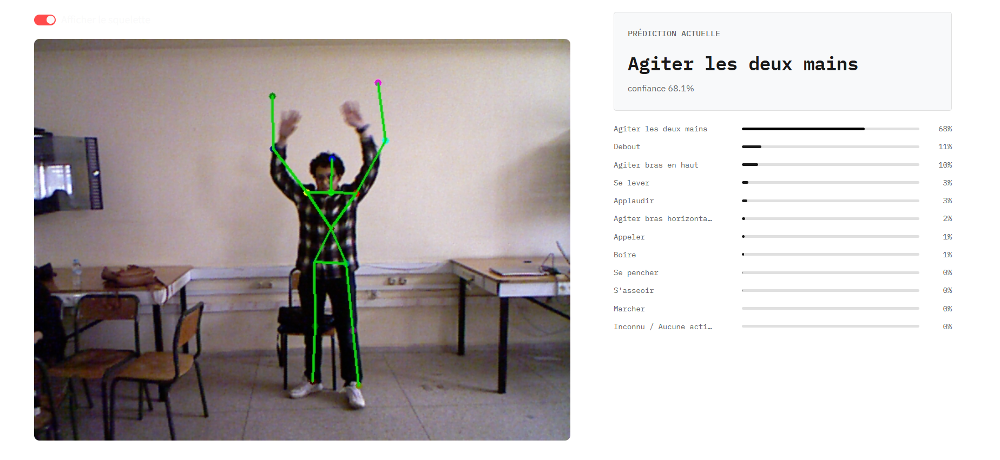 Afficher le squelette
PRÉDICTION ACTUELLE
Agiter les deux mains
confiance 68.1%
Agiter les deux mains 68%
Debout 11%
Agiter bras en haut 10%
Se lever 3%
Applaudir 3%
Agiter bras horizonta… 2%
Appeler 1%
Boire 1%
Se pencher 0%
S'asseoir 0%
Marcher 0%
Inconnu / Aucune acti… 0%